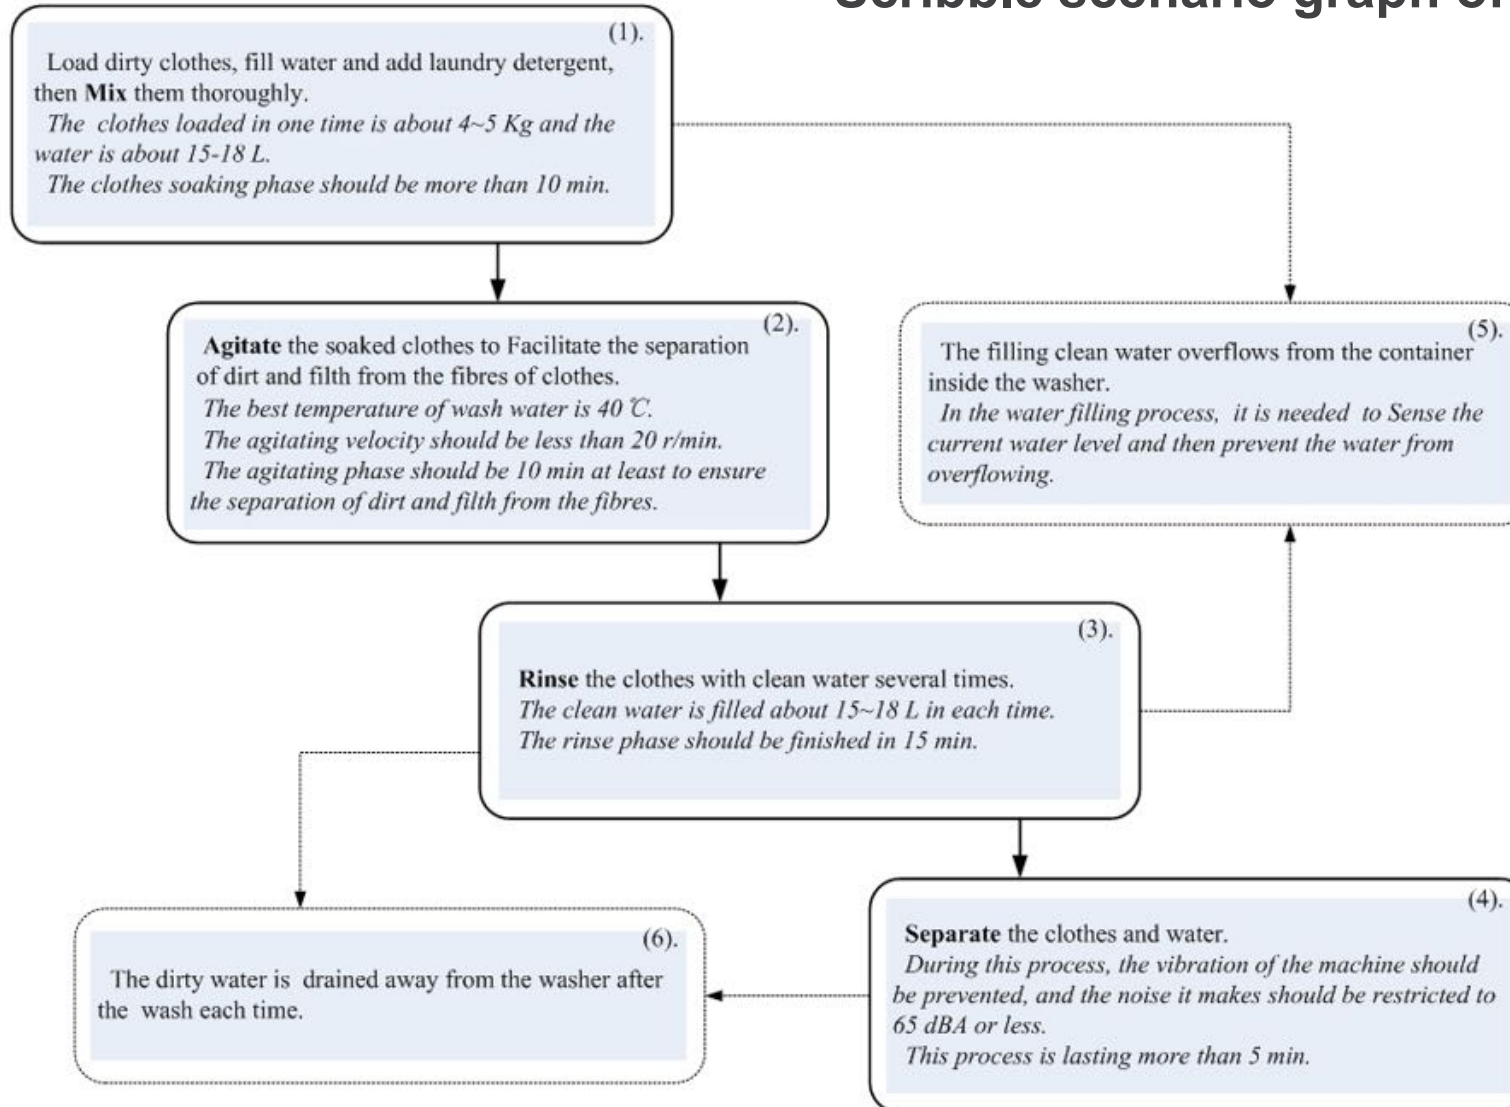 Scribble scenario graph of
(1).
Load dirty clothes, fill water and add laundry detergent,
then Mix them thoroughly.
The clothes loaded in one time is about 4~5 Kg and the
water is about 15-18 L.
The clothes soaking phase should be more than 10 min.
(2).
Agitate the soaked clothes to Facilitate the separation
of dirt and filth from the fibres of clothes.
The best temperature of wash water is 40 ℃.
The agitating velocity should be less than 20 r/min.
The agitating phase should be 10 min at least to ensure
the separation of dirt and filth from the fibres.
(5).
The filling clean water overflows from the container
inside the washer.
In the water filling process, it is needed to Sense the
current water level and then prevent the water from
overflowing.
(3).
Rinse the clothes with clean water several times.
The clean water is filled about 15~18 L in each time.
The rinse phase should be finished in 15 min.
(6).
The dirty water is drained away from the washer after
the wash each time.
(4).
Separate the clothes and water.
During this process, the vibration of the machine should
be prevented, and the noise it makes should be restricted to
65 dBA or less.
This process is lasting more than 5 min.